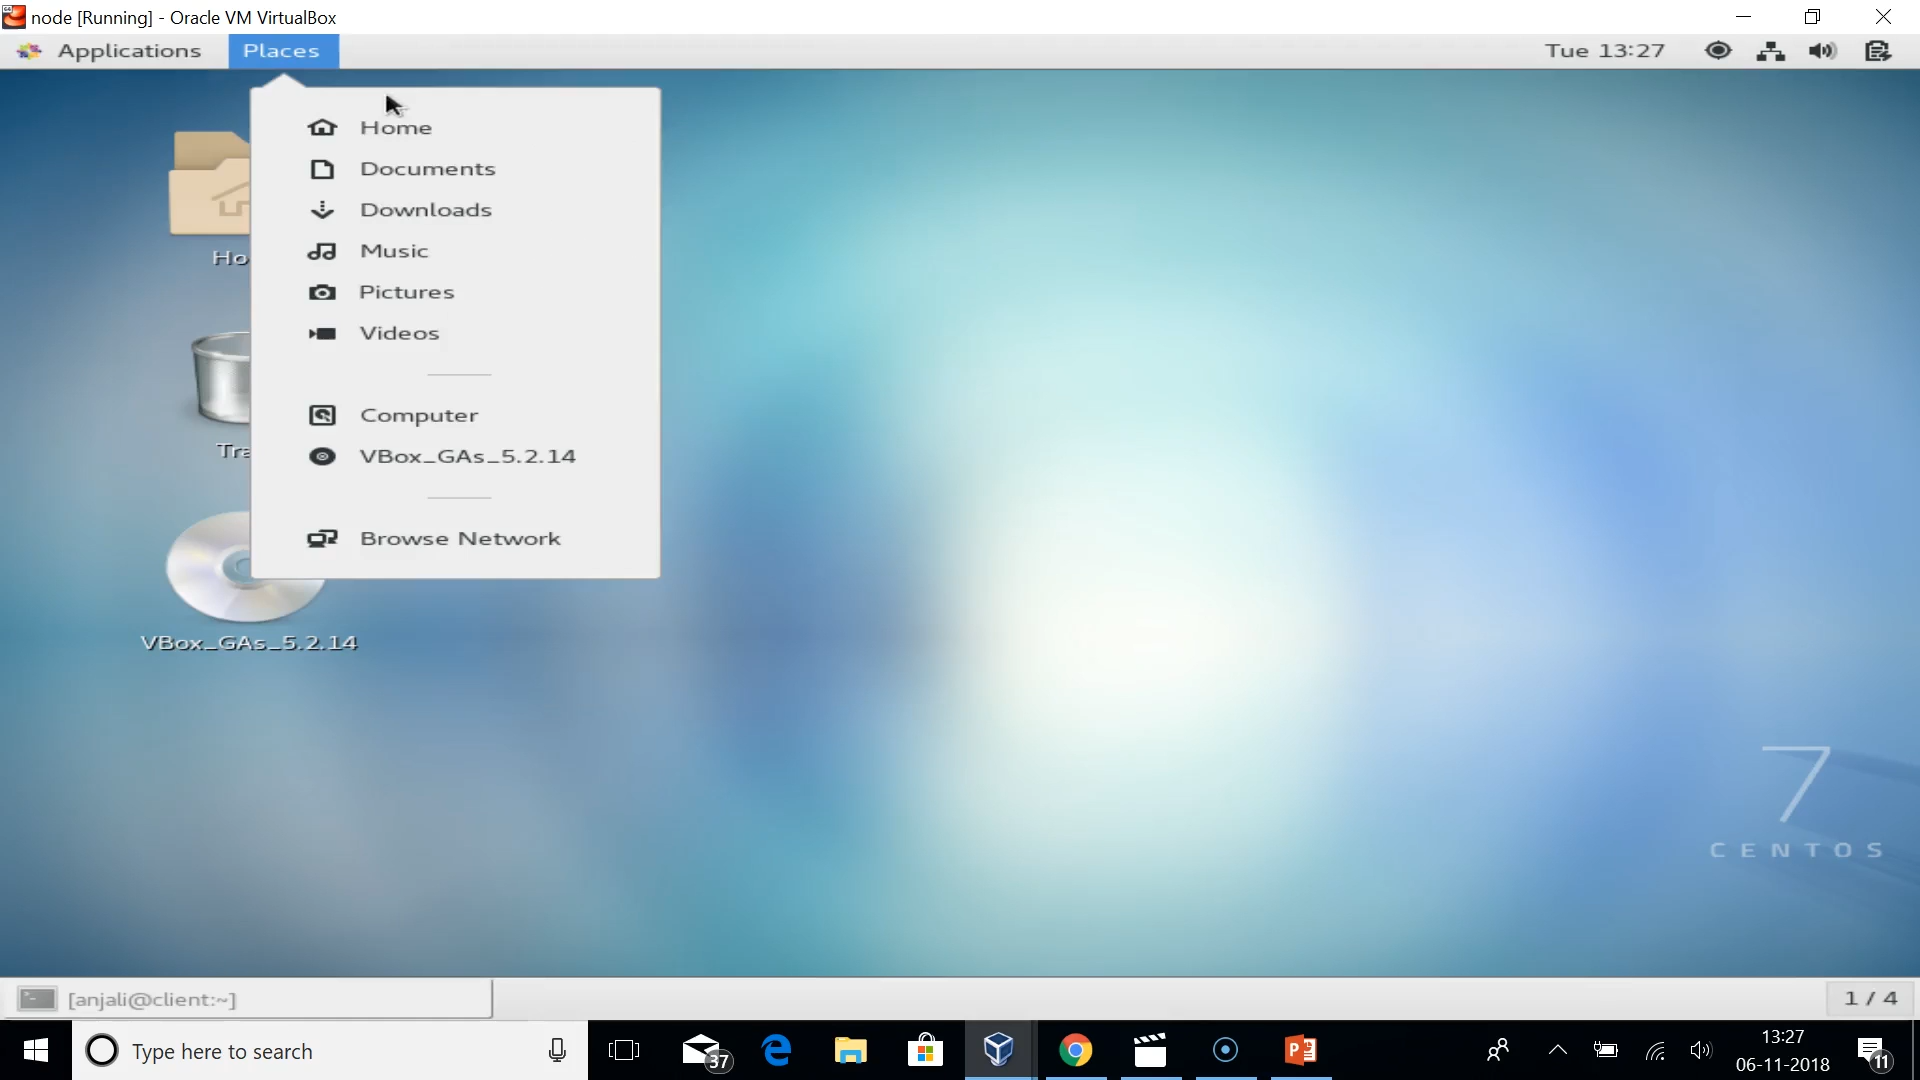 node [Running] - Oracle VM VirtualBox
Applications Places Tue 13:27
Home
Documents
Downloads
Music
Pictures
Videos
Computer
VBox_GAs_5.2.14
Browse Network
Ho
Tra
VBox_GAs_5.2.14
7
CENTOS
[anjali@client:~] 1 / 4
Type here to search 37 13:27
06-11-2018 11